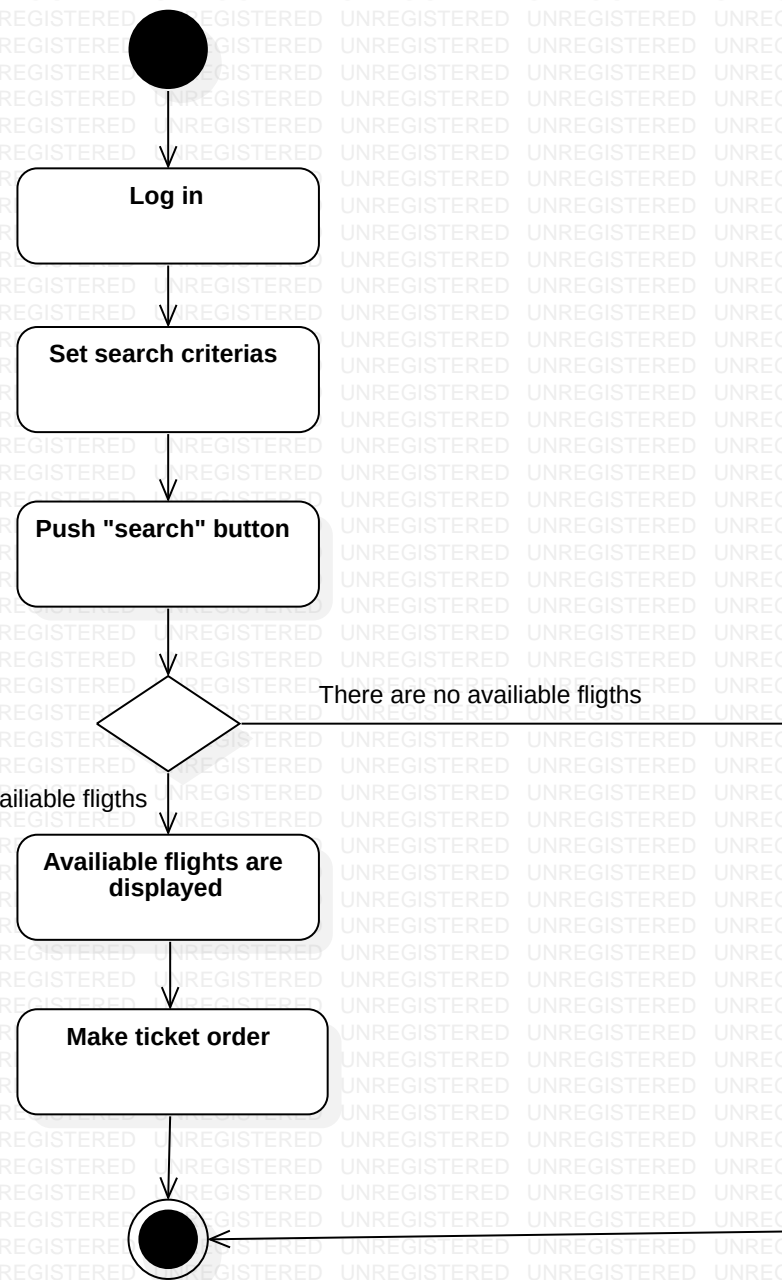 Log in
Set search criterias
Push "search" button
There are no availiable fligths
ailiable fligths
Availiable flights are
displayed
Make ticket order
UNREGISTERED